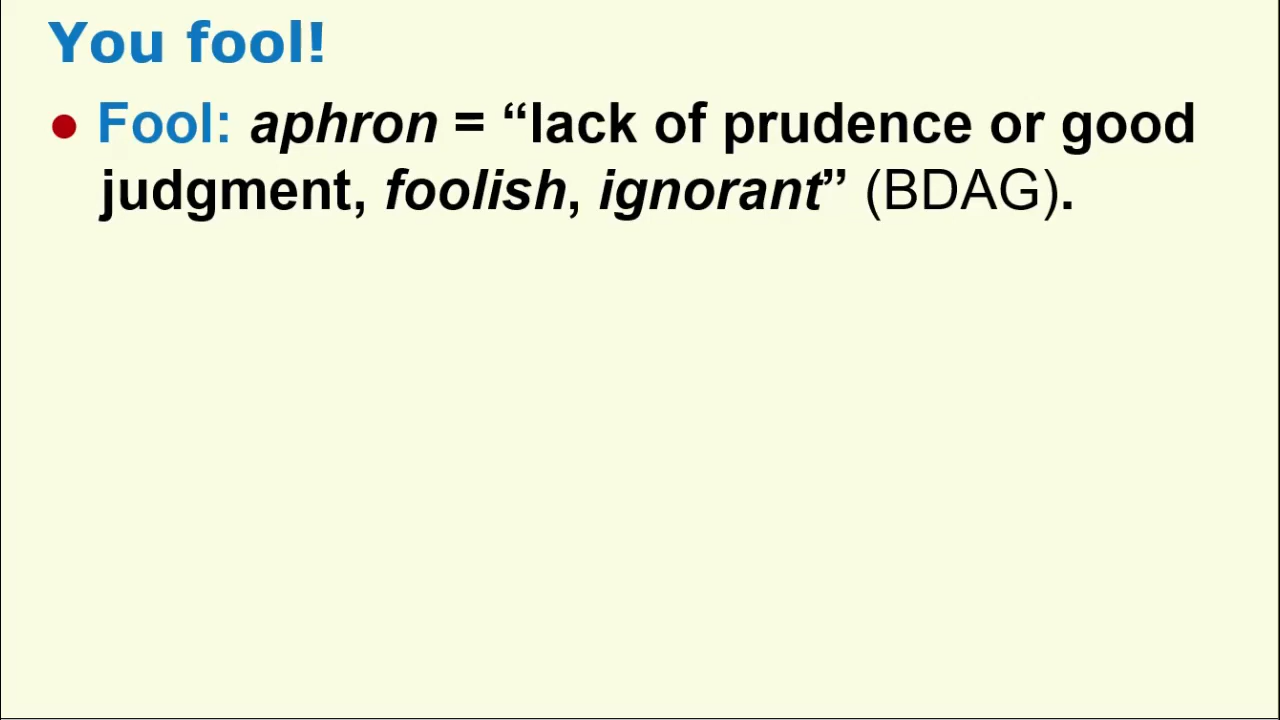 You fool!
● Fool: aphron = “lack of prudence or good
judgment, foolish, ignorant” (BDAG).